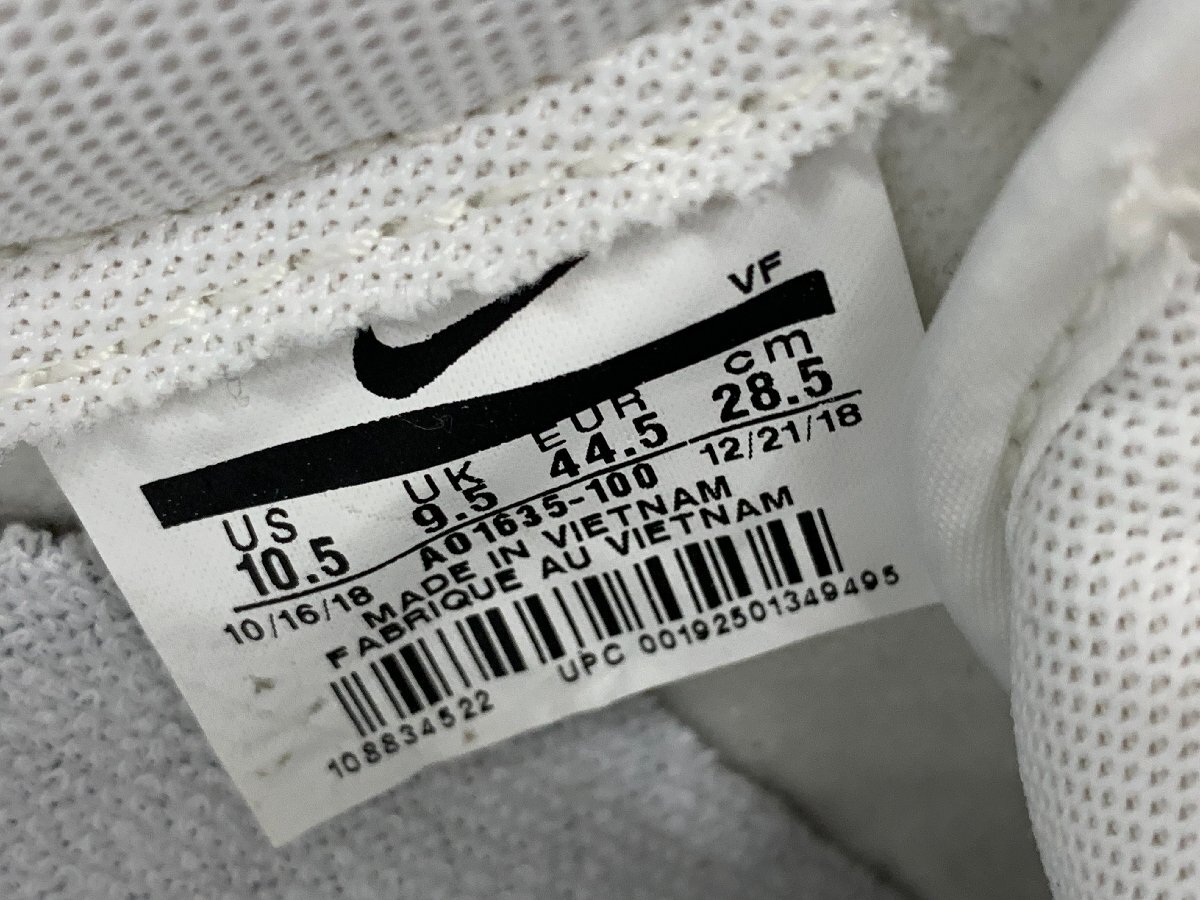 VF
US UK EUR cm
10.5 9.5 44.5 28.5
10/16/18 AO1635-100 12/21/18
MADE IN VIETNAM
FABRIQUE AU VIETNAM
108834522 UPC 00192501349495